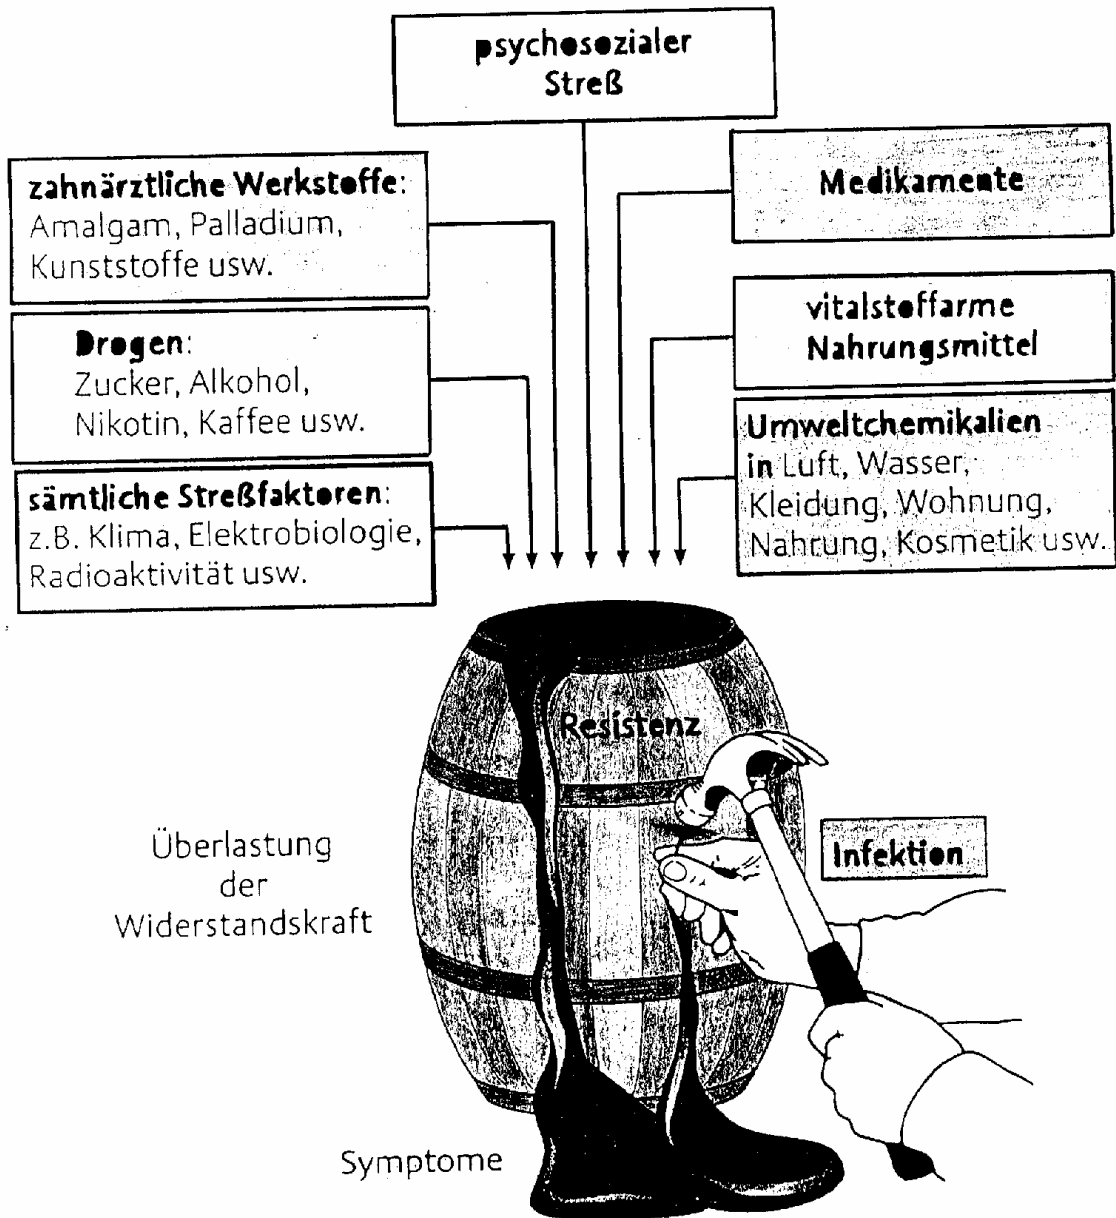 psychosozialer
Streß
zahnärztliche Werkstoffe:
Amalgam, Palladium,
Kunststoffe usw.
Drogen:
Zucker, Alkohol,
Nikotin, Kaffee usw.
sämtliche Streßfaktoren:
z.B. Klima, Elektrobiologie,
Radioaktivität usw.
Medikamente
vitalstoffarme
Nahrungsmittel
Umweltchemikalien
in Luft, Wasser,
Kleidung, Wohnung,
Nahrung, Kosmetik usw.
Resistenz
Überlastung
der
Widerstandskraft
Infektion
Symptome